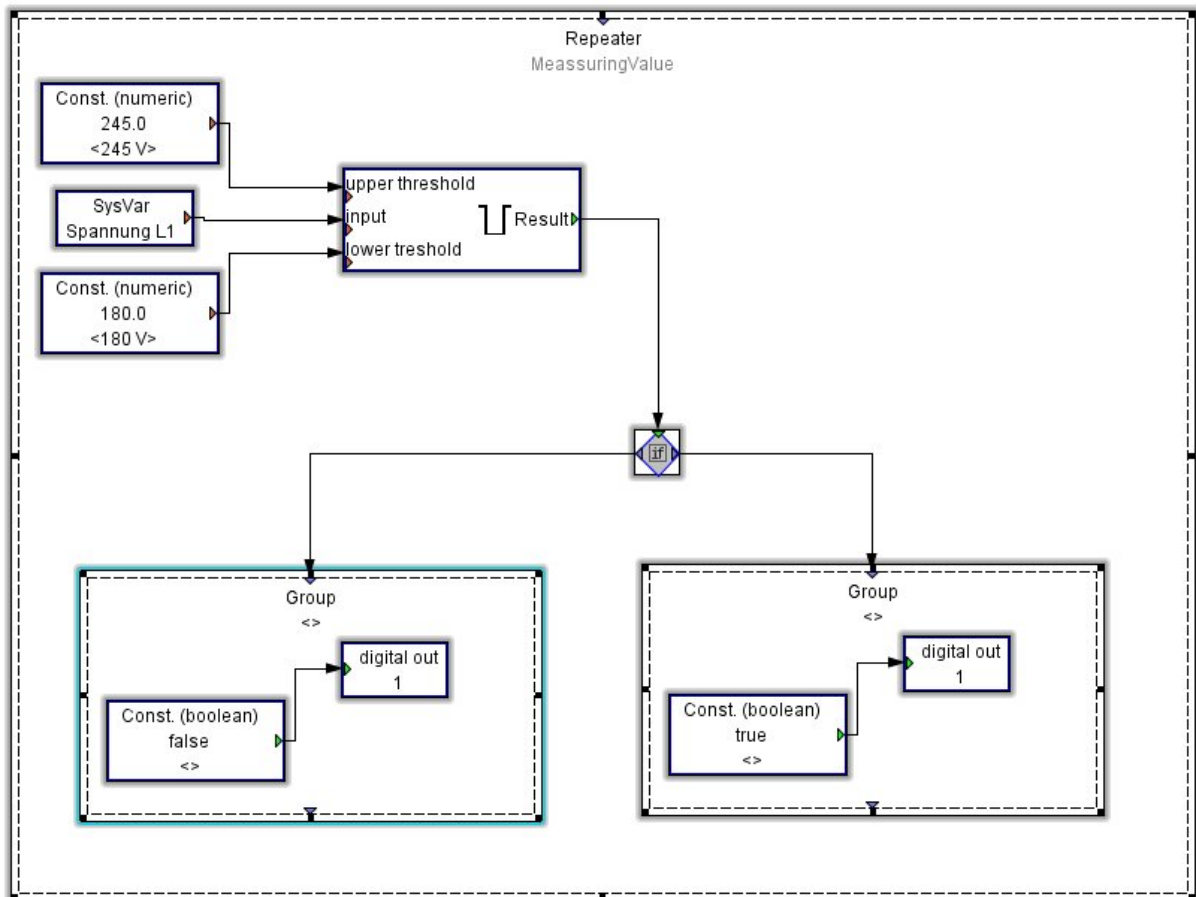 Repeater
MeassuringValue
Const. (numeric)
245.0
<245 V>
SysVar
Spannung L1
Const. (numeric)
180.0
<180 V>
upper threshold
input
lower treshold
Result
if
Group
<>
digital out
1
Const. (boolean)
false
<>
Group
<>
digital out
1
Const. (boolean)
true
<>